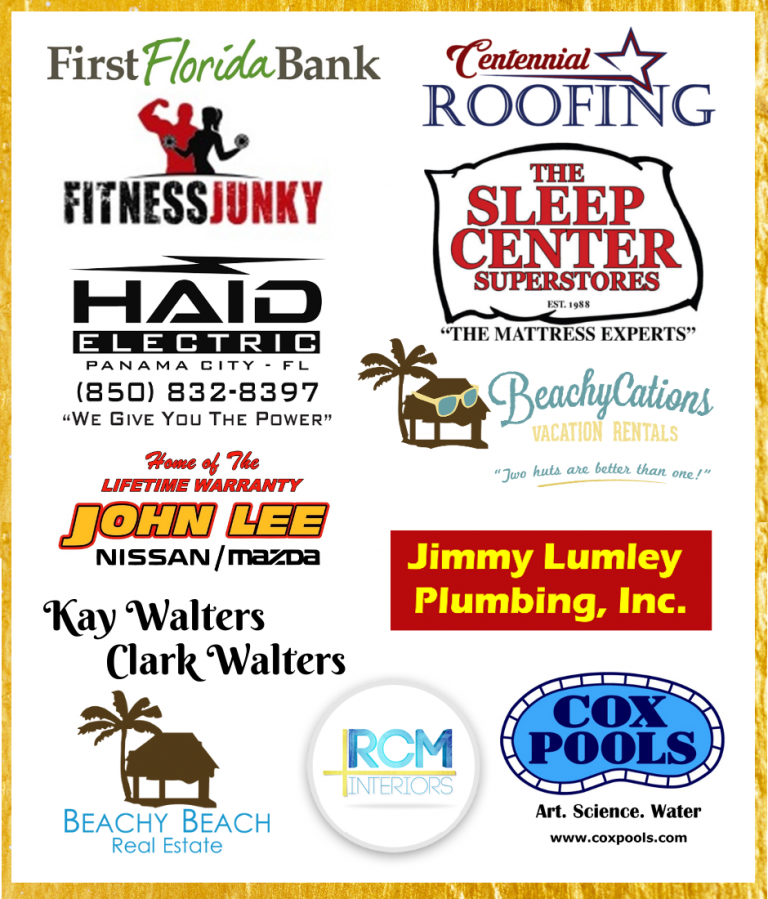 First Florida Bank
Centennial
ROOFING
FITNESSJUNKY
THE
SLEEP
CENTER
SUPERSTORES
EST. 1988
"THE MATTRESS EXPERTS"
HAID
ELECTRIC
PANAMA CITY - FL
(850) 832-8397
"WE GIVE YOU THE POWER"
BeachyCations
VACATION RENTALS
"Two huts are better than one!"
Home of The
LIFETIME WARRANTY
JOHN LEE
NISSAN/mazda
Jimmy Lumley
Plumbing, Inc.
Kay Walters
Clark Walters
BEACHY BEACH
Real Estate
RCM
INTERIORS
COX
POOLS
Art. Science. Water
www.coxpools.com